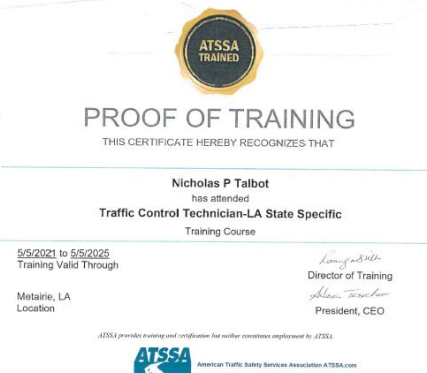 ATSSA
TRAINED
PROOF OF TRAINING
THIS CERTIFICATE HEREBY RECOGNIZES THAT
Nicholas P Talbot
has attended
Traffic Control Technician-LA State Specific
Training Course
5/5/2021 to 5/5/2025
Training Valid Through
Director of Training
Metairie, LA
Location
President, CEO
ATSSA provides training and certification but neither constitutes employment by ATSSA
ATSSA
American Traffic Safety Services Association ATSSA.com